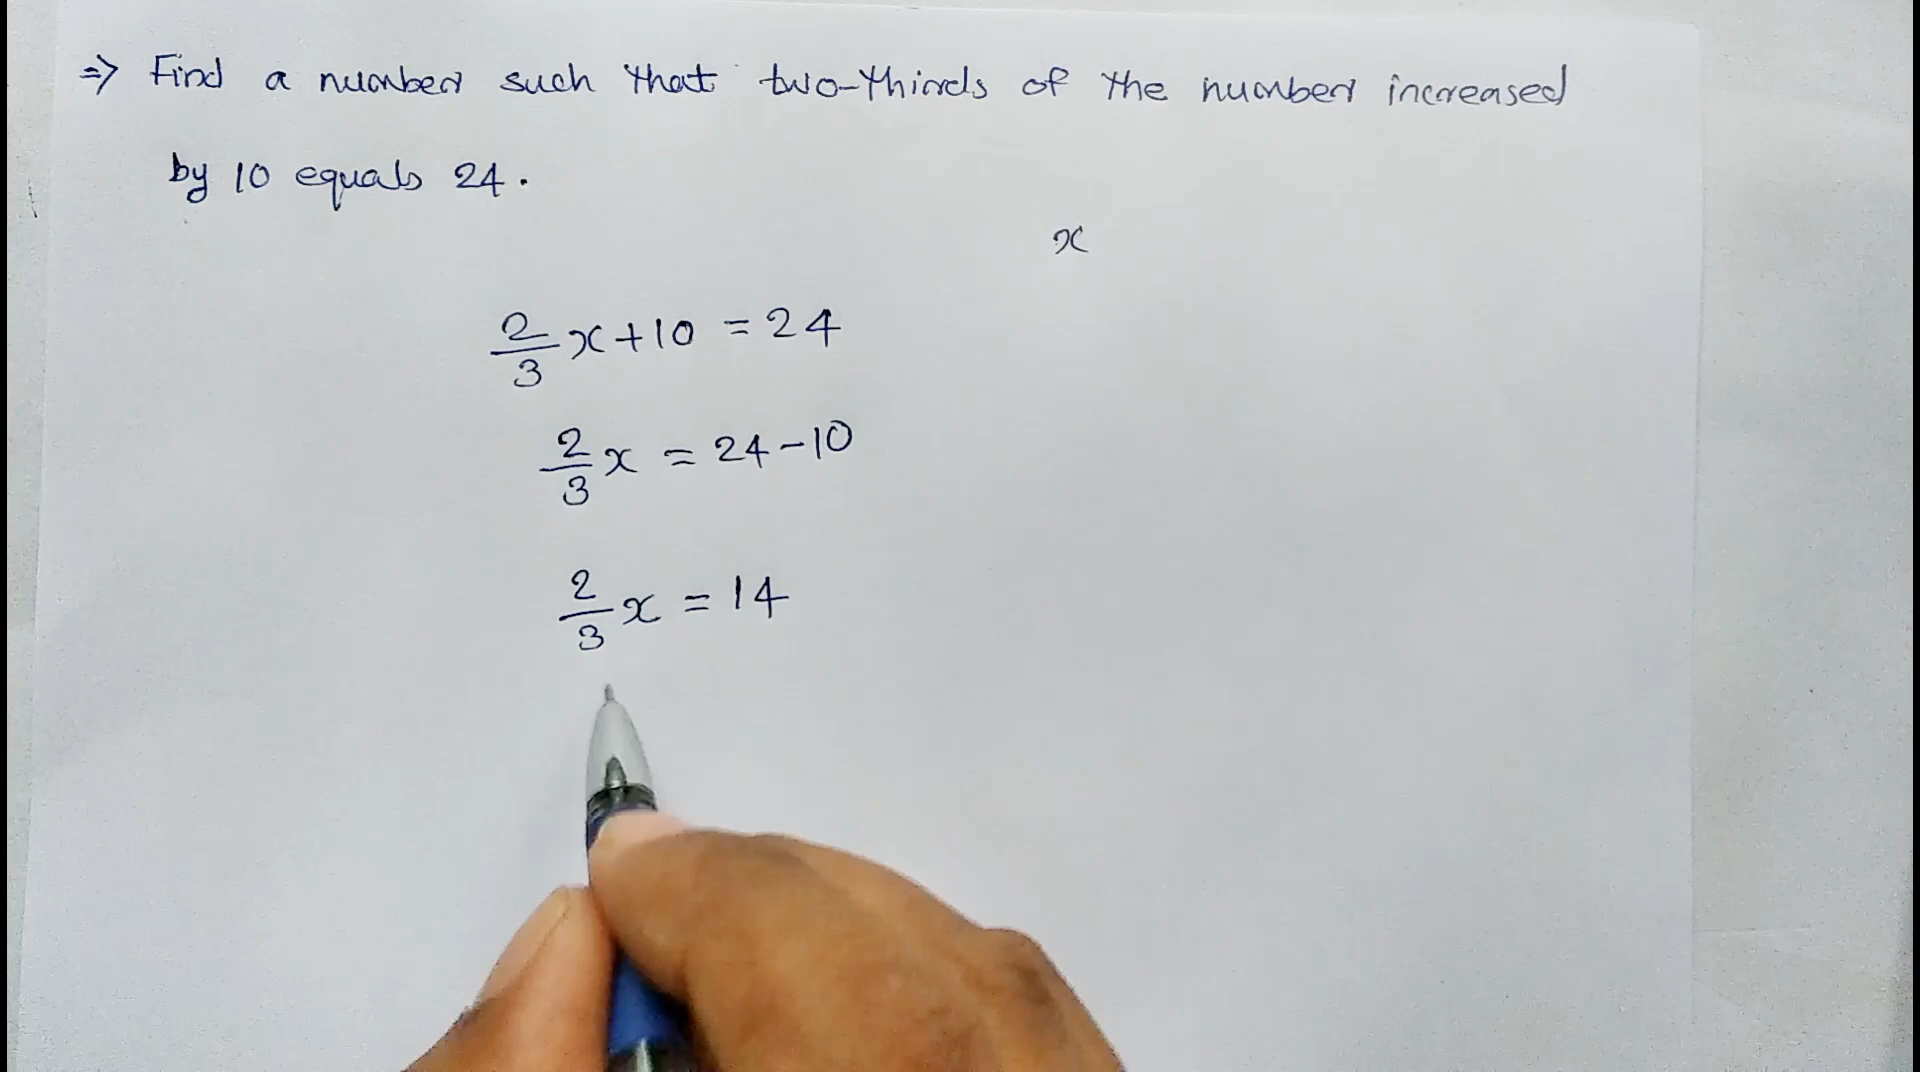 ⇒ Find a number such that two-thirds of the number increased
by 10 equals 24.
x
2/3 x + 10 = 24
2/3 x = 24 - 10
2/3 x = 14